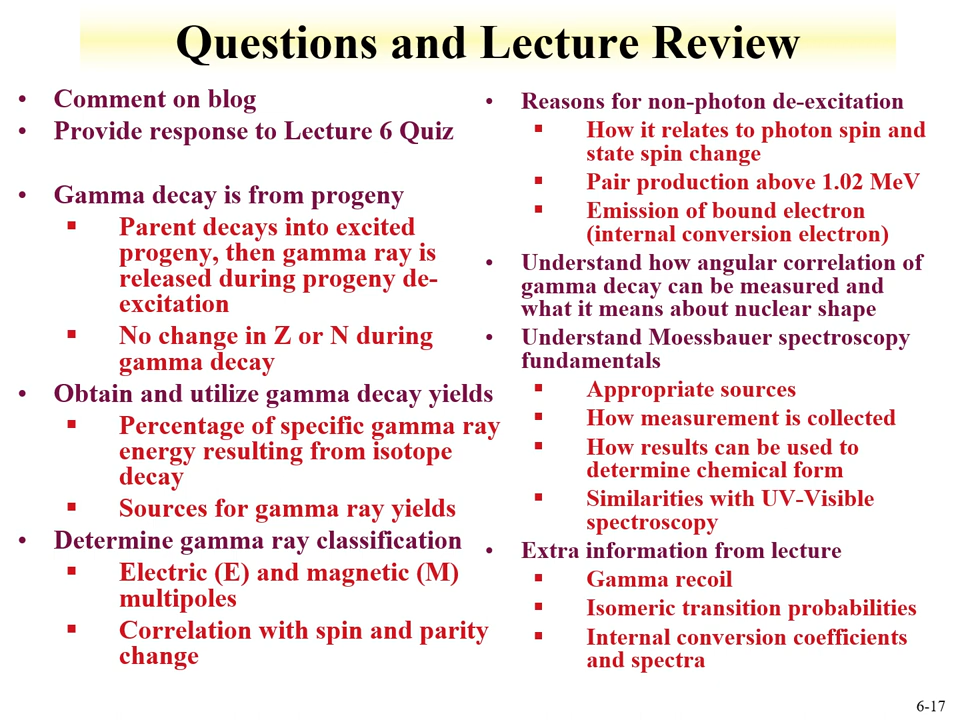 Questions and Lecture Review
• Comment on blog
• Provide response to Lecture 6 Quiz
• Gamma decay is from progeny
▪ Parent decays into excited
progeny, then gamma ray is
released during progeny de-
excitation
▪ No change in Z or N during
gamma decay
• Obtain and utilize gamma decay yields
▪ Percentage of specific gamma ray
energy resulting from isotope
decay
▪ Sources for gamma ray yields
• Determine gamma ray classification
▪ Electric (E) and magnetic (M)
multipoles
▪ Correlation with spin and parity
change
• Reasons for non-photon de-excitation
▪ How it relates to photon spin and
state spin change
▪ Pair production above 1.02 MeV
▪ Emission of bound electron
(internal conversion electron)
• Understand how angular correlation of
gamma decay can be measured and
what it means about nuclear shape
• Understand Moessbauer spectroscopy
fundamentals
▪ Appropriate sources
▪ How measurement is collected
▪ How results can be used to
determine chemical form
▪ Similarities with UV-Visible
spectroscopy
• Extra information from lecture
▪ Gamma recoil
▪ Isomeric transition probabilities
▪ Internal conversion coefficients
and spectra
6-17